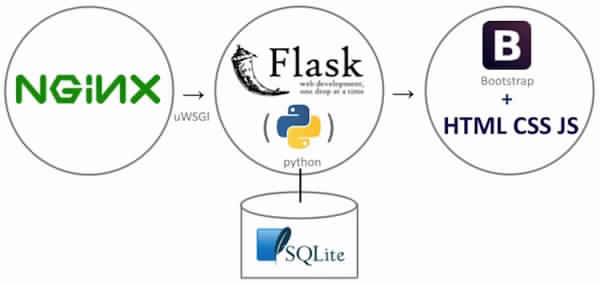 NGiNX
uWSGI
Flask
web development,
one drop at a time
( )
python
B
Bootstrap
+
HTML CSS JS
SQLite